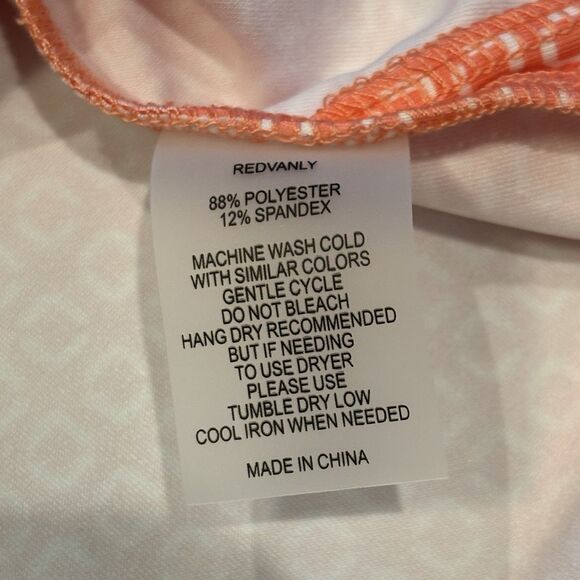 REDVANLY
88% POLYESTER
12% SPANDEX
MACHINE WASH COLD
WITH SIMILAR COLORS
GENTLE CYCLE
DO NOT BLEACH
HANG DRY RECOMMENDED
BUT IF NEEDING
TO USE DRYER
PLEASE USE
TUMBLE DRY LOW
COOL IRON WHEN NEEDED
MADE IN CHINA